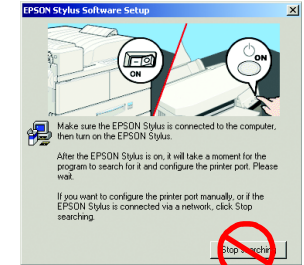 EPSON Stylus Software Setup
ON
ON
Make sure the EPSON Stylus is connected to the computer,
then turn on the EPSON Stylus.
After the EPSON Stylus is on, it will take a moment for the
program to search for it and configure the printer port. Please
wait.
If you want to configure the printer port manually, or if the
EPSON Stylus is connected via a network, click Stop
searching.
Stop searching